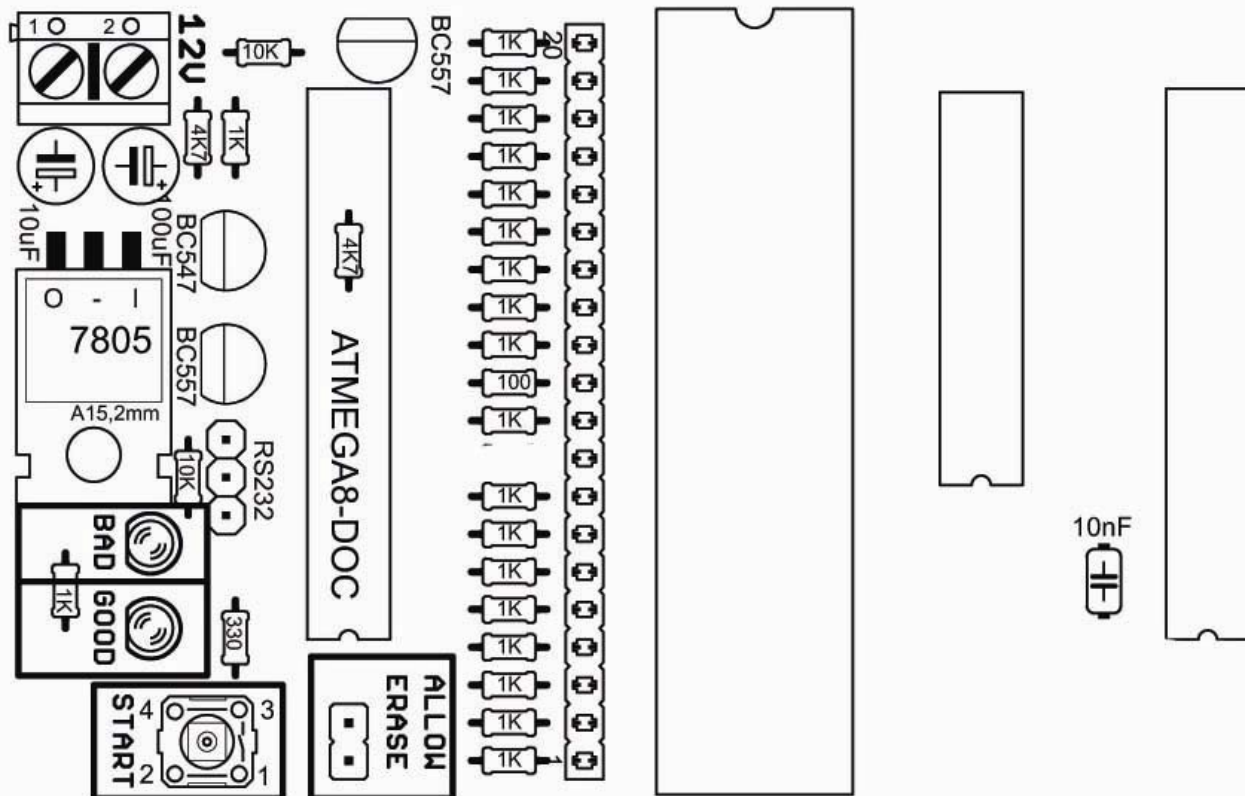 1
2
12V
10K
BC557
4K7
1K
10uF
100uF
BC547
O - I
7805
A15,2mm
BC557
10K
RS232
4K7
ATMEGA8-DOC
BAD
GOOD
1K
330
START
4
3
2
1
ALLOW
ERASE
20
1K
1K
1K
1K
1K
1K
1K
1K
1K
100
1K
1K
1K
1K
1K
1K
1K
1K
1K
1
10nF